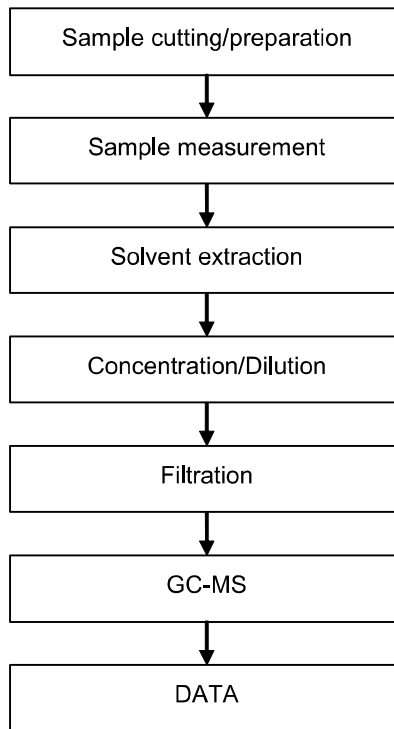 Sample cutting/preparation
Sample measurement
Solvent extraction
Concentration/Dilution
Filtration
GC-MS
DATA